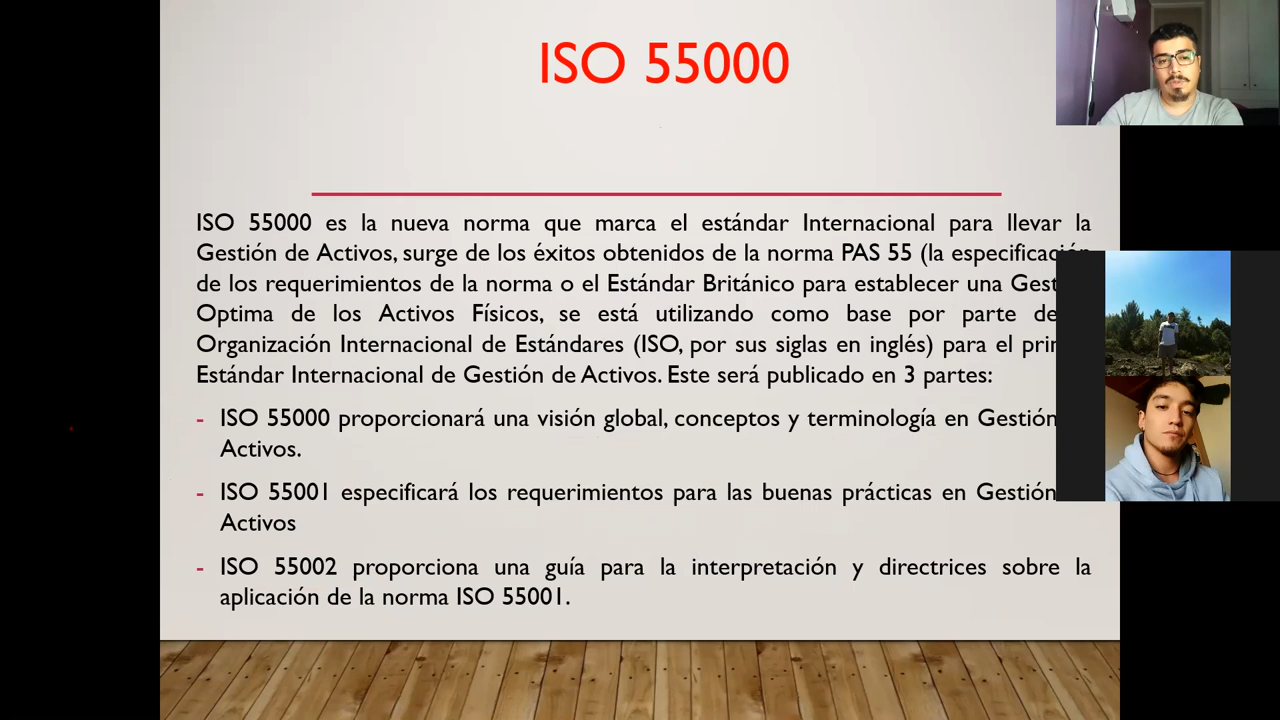 ISO 55000
ISO 55000 es la nueva norma que marca el estándar Internacional para llevar la
Gestión de Activos, surge de los éxitos obtenidos de la norma PAS 55 (la especificación
de los requerimientos de la norma o el Estándar Británico para establecer una
Optima de los Activos Físicos, se está utilizando como base por parte
Organización Internacional de Estándares (ISO, por sus siglas en inglés) para el
Estándar Internacional de Gestión de Activos. Este será publicado en 3 partes:
- ISO 55000 proporcionará una visión global, conceptos y terminología en Gestión
Activos.
- ISO 55001 especificará los requerimientos para las buenas prácticas en Gestión
Activos
- ISO 55002 proporciona una guía para la interpretación y directrices sobre la
aplicación de la norma ISO 55001.